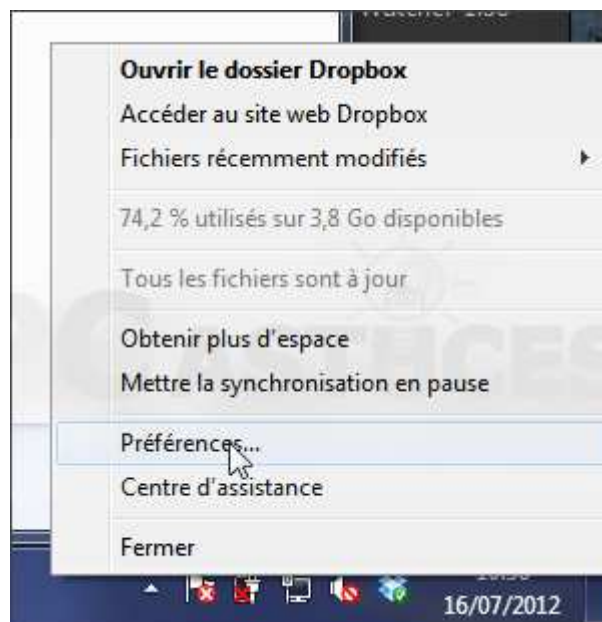 Ouvrir le dossier Dropbox
Accéder au site web Dropbox
Fichiers récemment modifiés
74,2 % utilisés sur 3,8 Go disponibles
Tous les fichiers sont à jour
Obtenir plus d'espace
Mettre la synchronisation en pause
Préférences...
Centre d'assistance
Fermer
16/07/2012